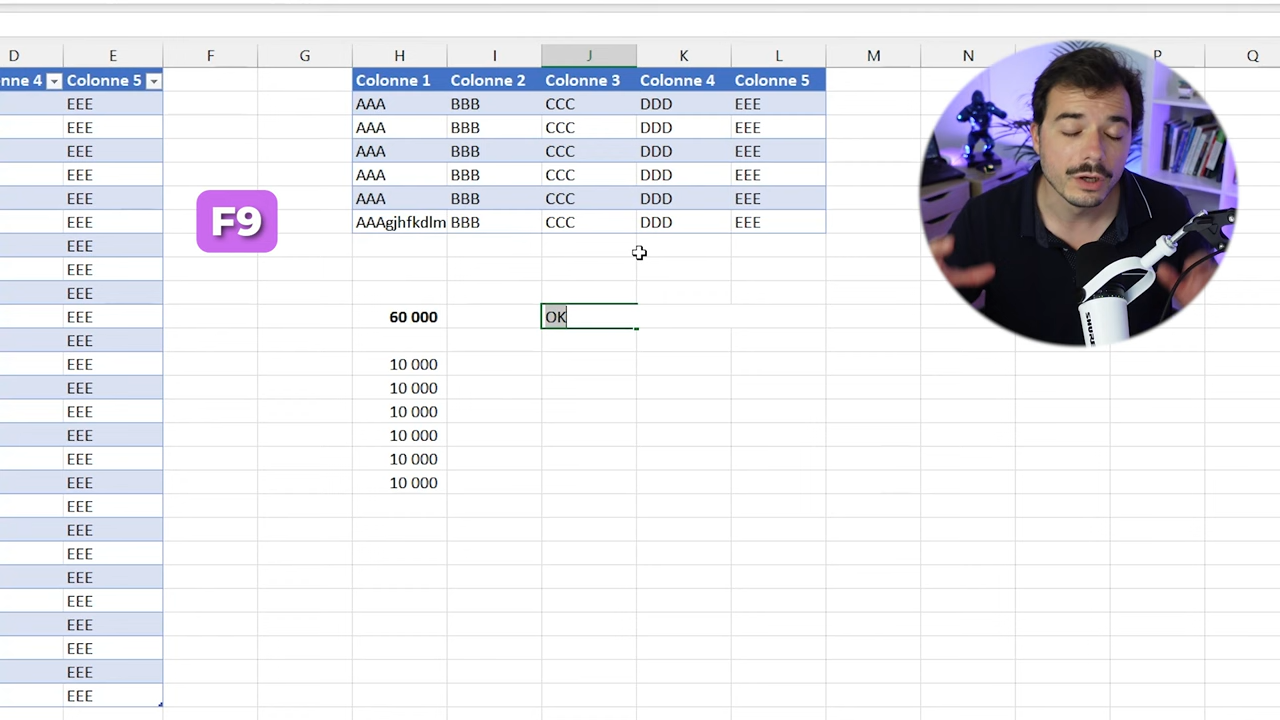 D E F G H I J K L M N P Q
nne 4 Colonne 5 Colonne 1 Colonne 2 Colonne 3 Colonne 4 Colonne 5
EEE AAA BBB CCC DDD EEE
EEE AAA BBB CCC DDD EEE
EEE AAA BBB CCC DDD EEE
EEE AAA BBB CCC DDD EEE
EEE AAA BBB CCC DDD EEE
EEE F9 AAAgjhfkdlm BBB CCC DDD EEE
EEE
EEE
EEE
EEE 60 000 OK
EEE
EEE 10 000
EEE 10 000
EEE 10 000
EEE 10 000
EEE 10 000
EEE 10 000
EEE
EEE
EEE
EEE
EEE
EEE
EEE
EEE
EEE
SHURE